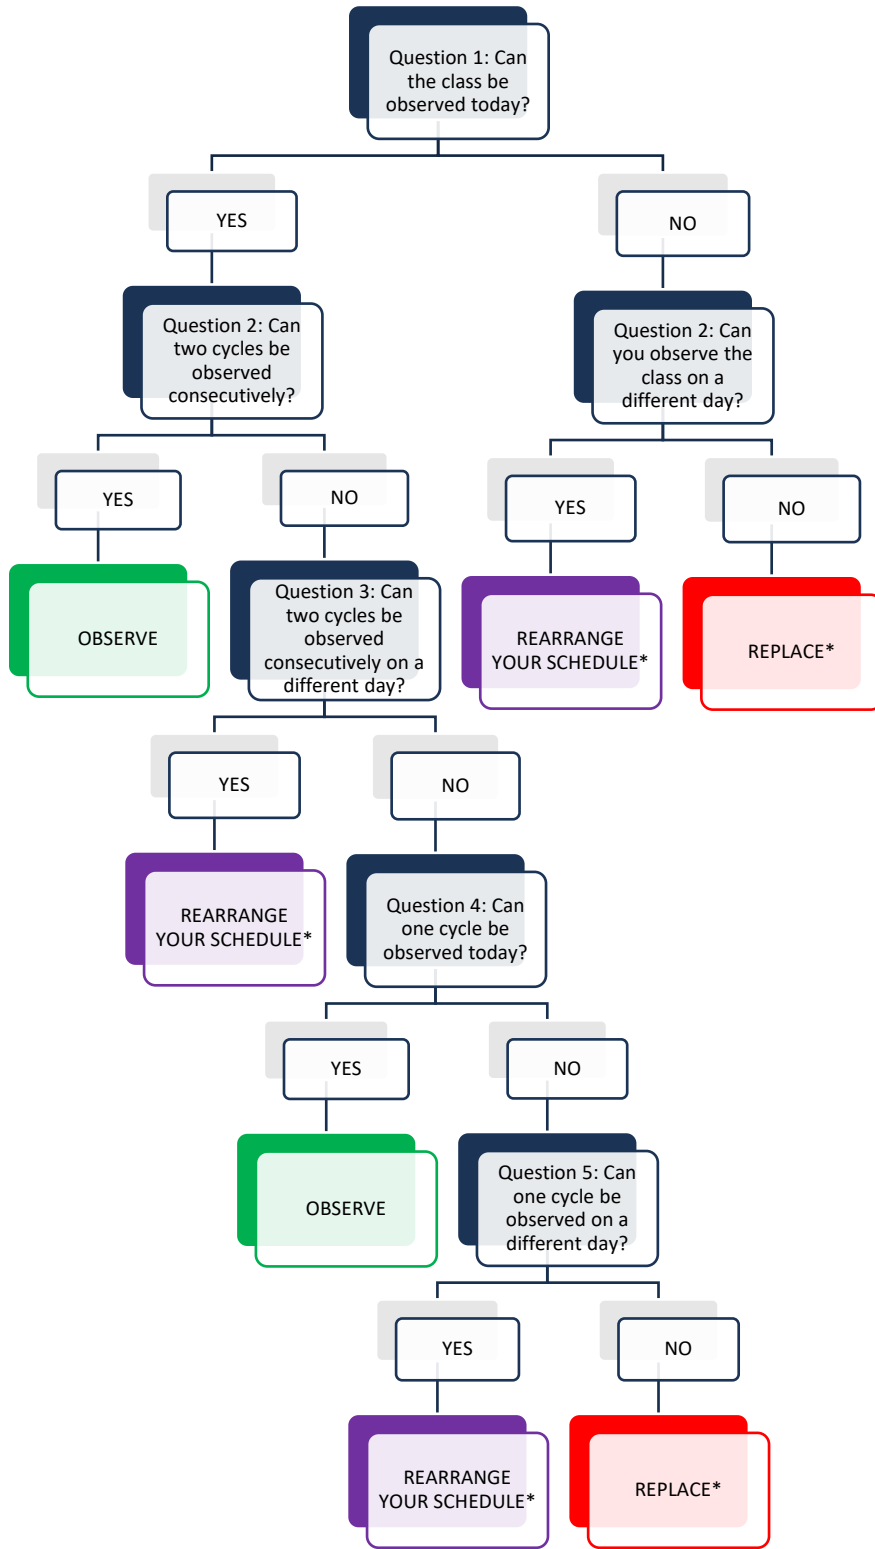 Question 1: Can
the class be
observed today?
YES
NO
Question 2: Can
two cycles be
observed
consecutively?
Question 2: Can
you observe the
class on a
different day?
YES
NO
YES
NO
OBSERVE
Question 3: Can
two cycles be
observed
consecutively on a
different day?
REARRANGE
YOUR SCHEDULE*
REPLACE*
YES
NO
REARRANGE
YOUR SCHEDULE*
Question 4: Can
one cycle be
observed today?
YES
NO
OBSERVE
Question 5: Can
one cycle be
observed on a
different day?
YES
NO
REARRANGE
YOUR SCHEDULE*
REPLACE*